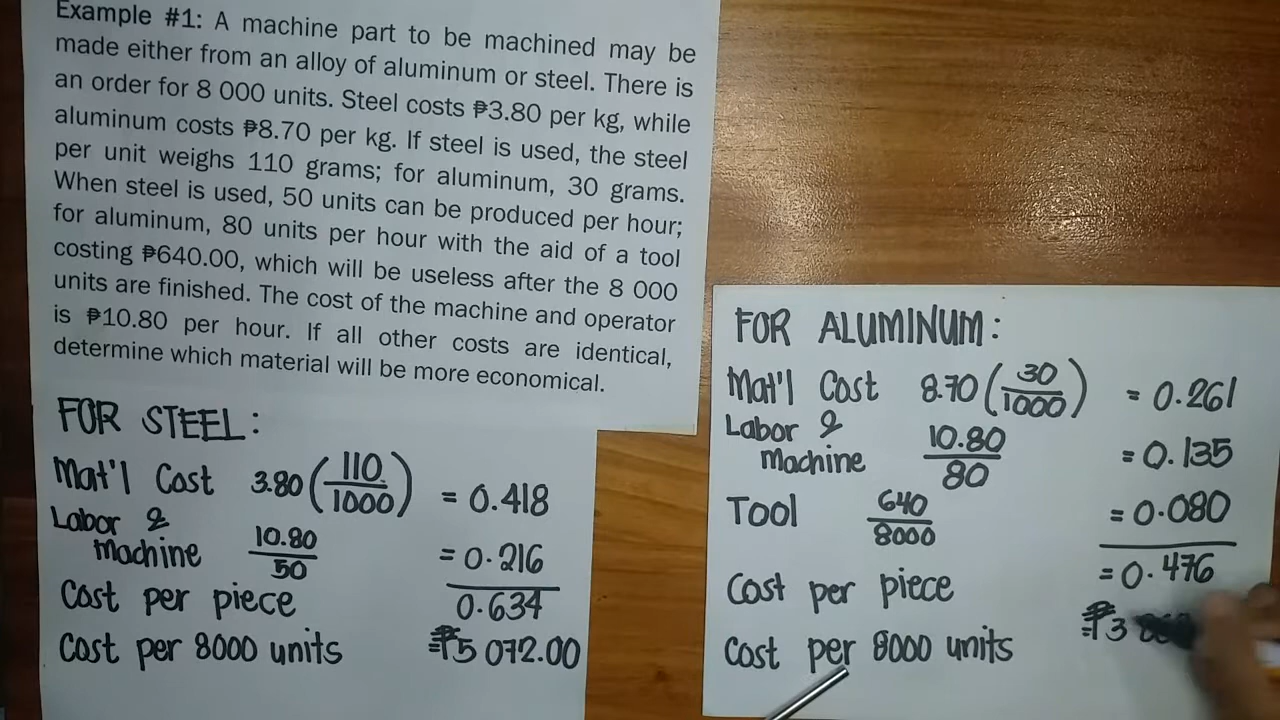 Example #1: A machine part to be machined may be
made either from an alloy of aluminum or steel. There is
an order for 8 000 units. Steel costs ₱3.80 per kg, while
aluminum costs ₱8.70 per kg. If steel is used, the steel
per unit weighs 110 grams; for aluminum, 30 grams.
When steel is used, 50 units can be produced per hour;
for aluminum, 80 units per hour with the aid of a tool
costing ₱640.00, which will be useless after the 8 000
units are finished. The cost of the machine and operator
is ₱10.80 per hour. If all other costs are identical,
determine which material will be more economical.
FOR STEEL:
Mat'l Cost 3.80 (110/1000) = 0.418
Labor &
Machine 10.80/50 = 0.216
Cost per piece 0.634
Cost per 8000 units =₱5 072.00
FOR ALUMINUM:
Mat'l Cost 8.70 (30/1000) = 0.261
Labor &
Machine 10.80/80 = 0.135
Tool 640/8000 = 0.080
Cost per piece = 0.476
Cost per 8000 units =₱3